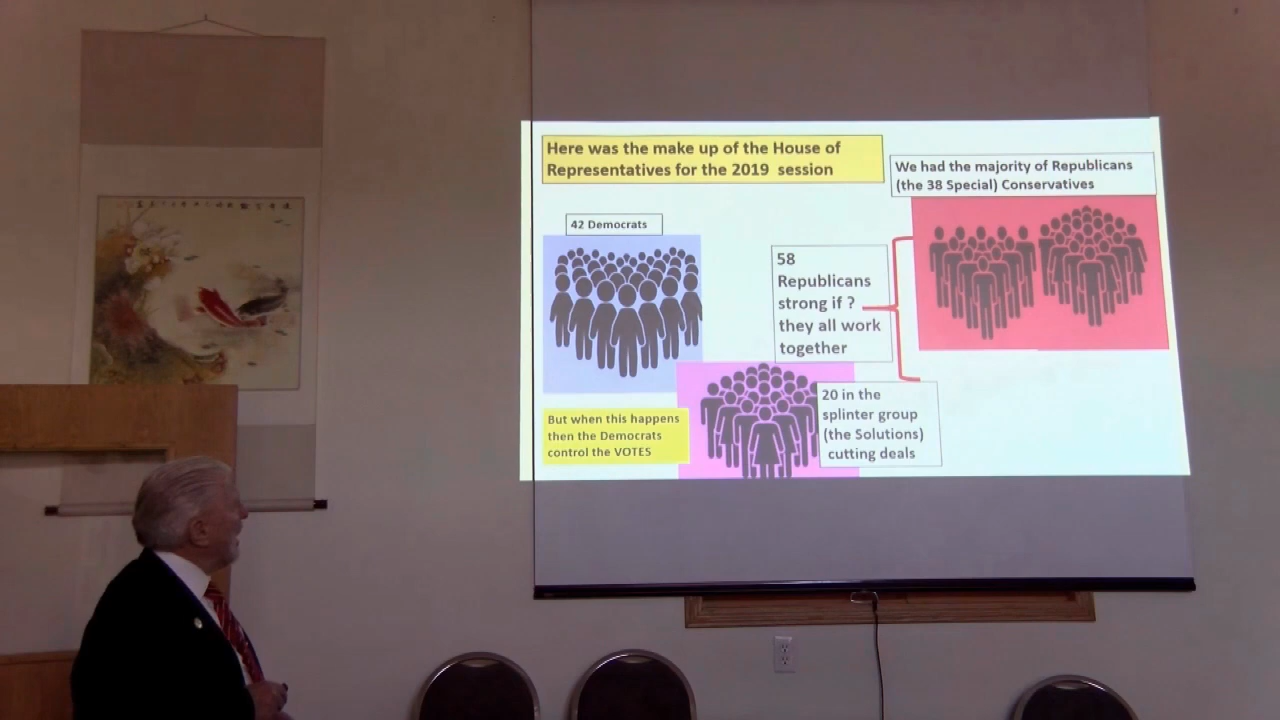 Here was the make up of the House of
Representatives for the 2019 session
We had the majority of Republicans
(the 38 Special) Conservatives
42 Democrats
58
Republicans
strong if ?
they all work
together
But when this happens
then the Democrats
control the VOTES
20 in the
splinter group
(the Solutions)
cutting deals